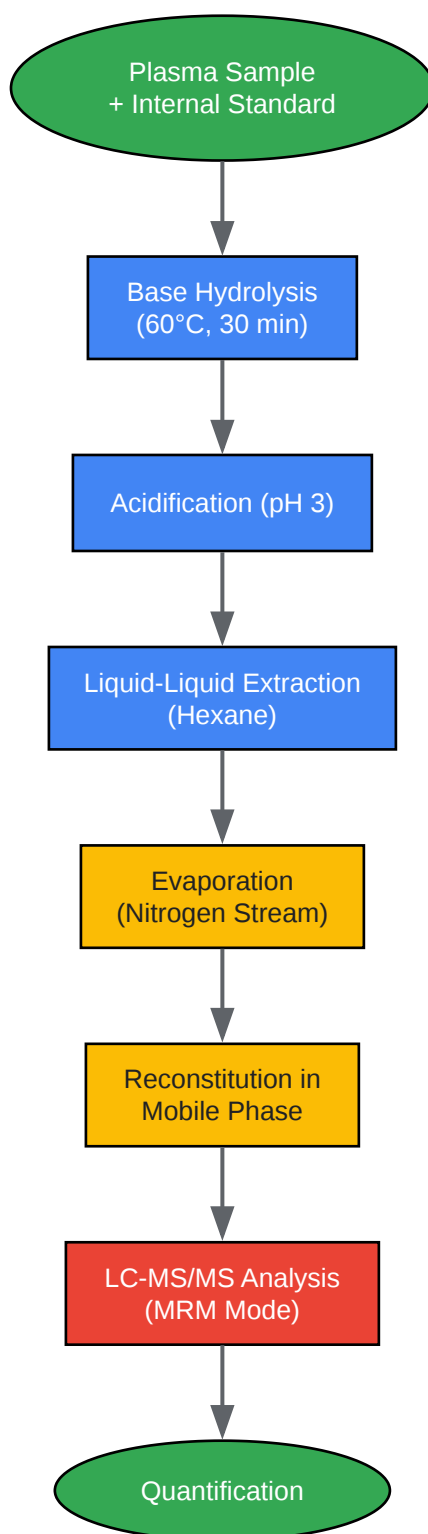 Plasma Sample
+ Internal Standard
Base Hydrolysis
(60°C, 30 min)
Acidification (pH 3)
Liquid-Liquid Extraction
(Hexane)
Evaporation
(Nitrogen Stream)
Reconstitution in
Mobile Phase
LC-MS/MS Analysis
(MRM Mode)
Quantification